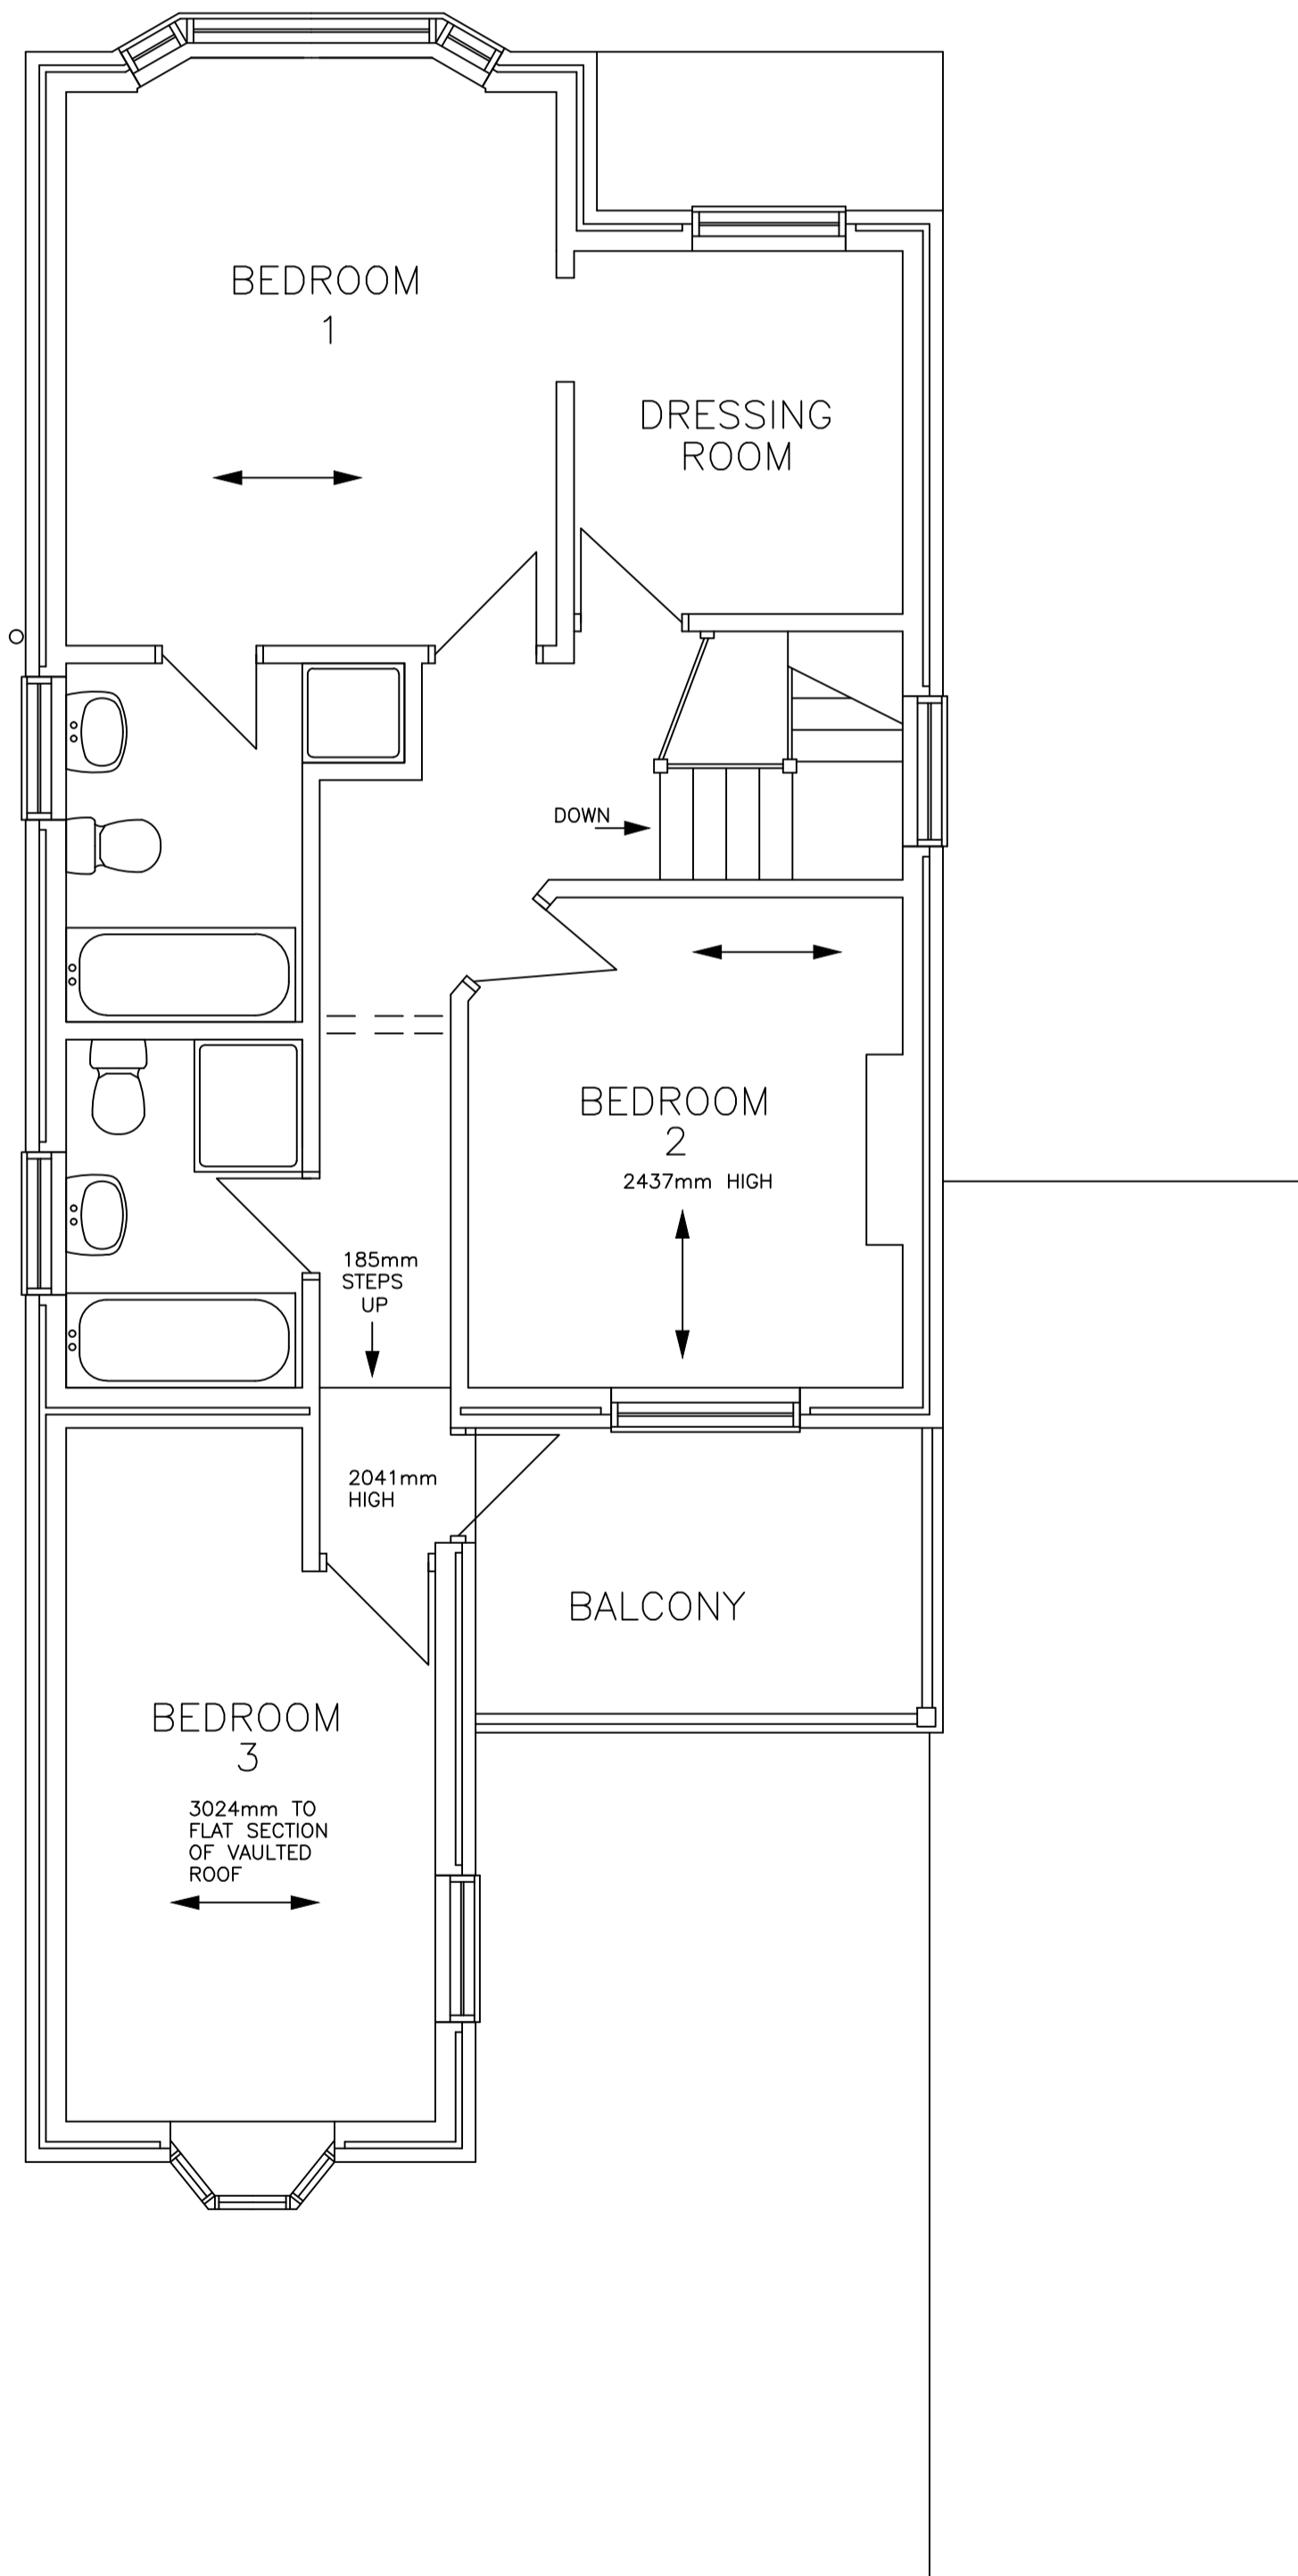 BEDROOM
1
DRESSING
ROOM
DOWN
BEDROOM
2
2437mm HIGH
185mm
STEPS
UP
2041mm
HIGH
BALCONY
BEDROOM
3
3024mm TO
FLAT SECTION
OF VAULTED
ROOF